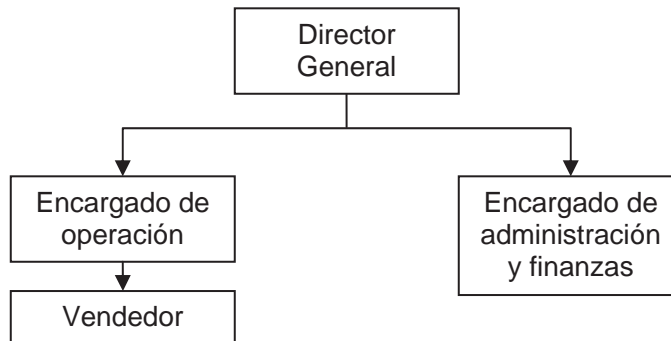 Director
General
Encargado de
operación
Encargado de
administración
y finanzas
Vendedor